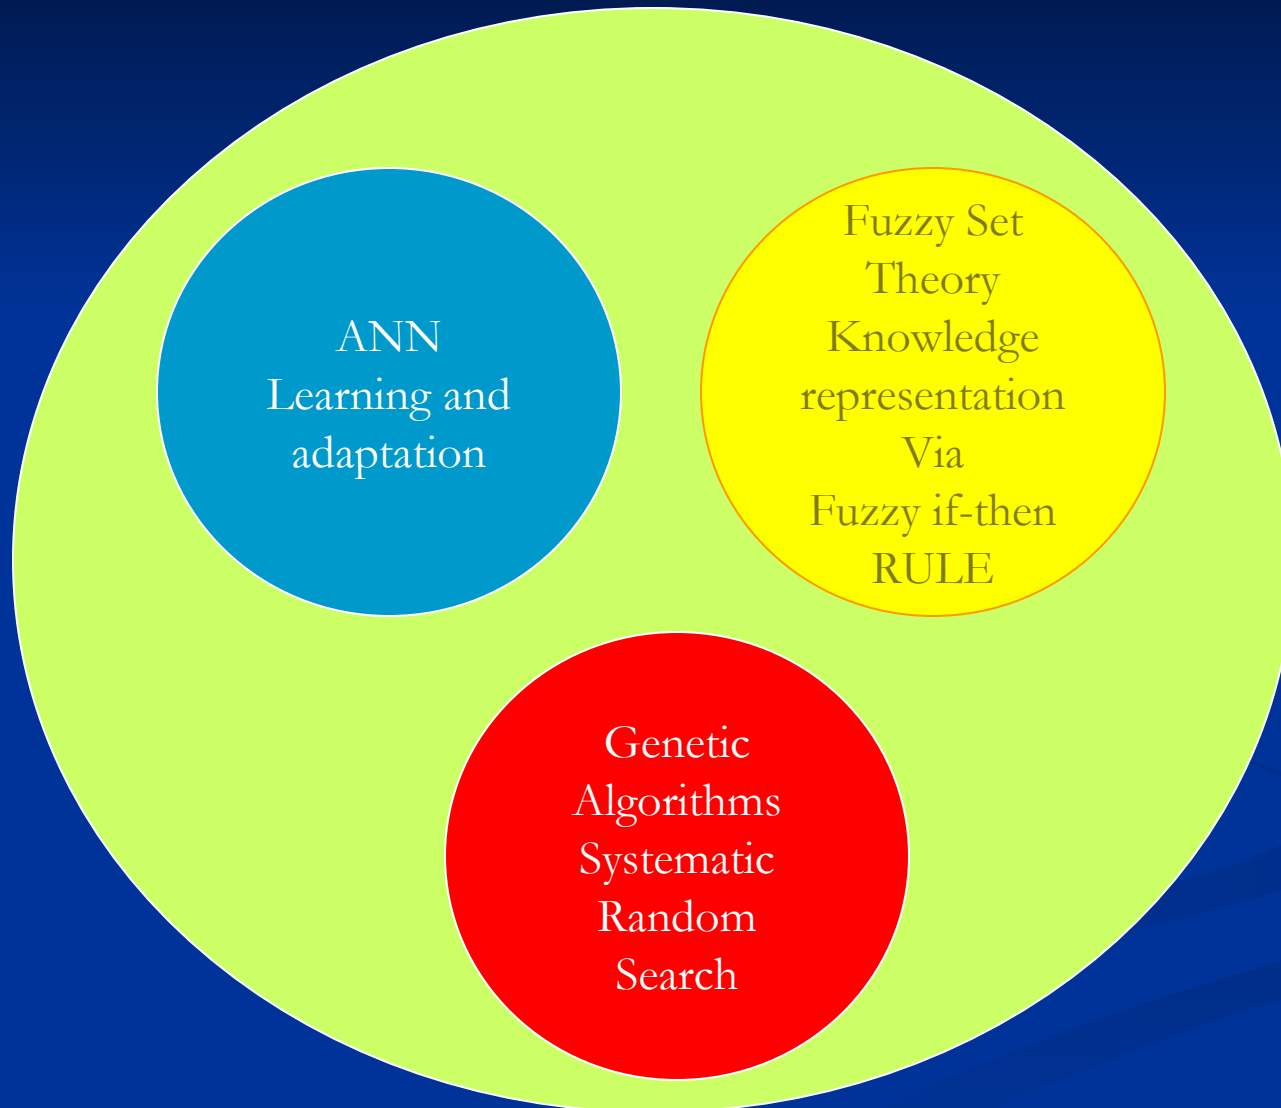 ANN
Learning and
adaptation
Fuzzy Set
Theory
Knowledge
representation
Via
Fuzzy if-then
RULE
Genetic
Algorithms
Systematic
Random
Search